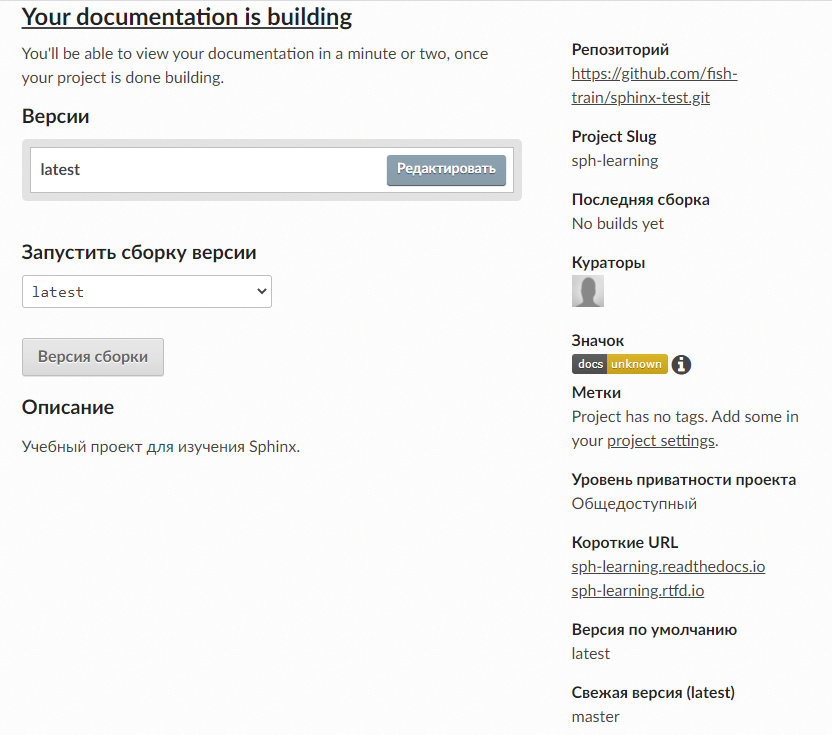 Your documentation is building
You'll be able to view your documentation in a minute or two, once
your project is done building.
Версии
latest
Редактировать
Запустить сборку версии
latest
Версия сборки
Описание
Учебный проект для изучения Sphinx.
Репозиторий
https://github.com/fish-
train/sphinx-test.git
Project Slug
sph-learning
Последняя сборка
No builds yet
Кураторы
Значок
docs unknown
Метки
Project has no tags. Add some in
your project settings.
Уровень приватности проекта
Общедоступный
Короткие URL
sph-learning.readthedocs.io
sph-learning.rtfd.io
Версия по умолчанию
latest
Свежая версия (latest)
master